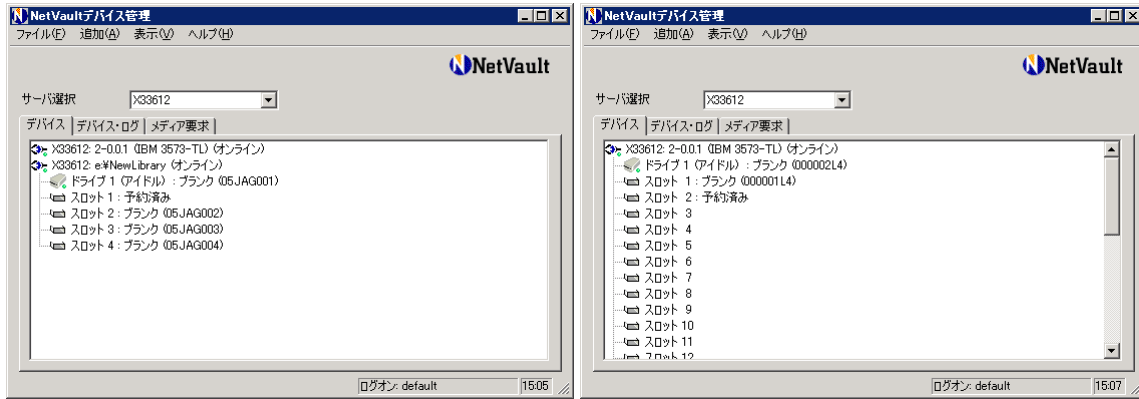 NetVaultデバイス管理
ファイル(F) 追加(A) 表示(V) ヘルプ(H)
NetVault
サーバ選択 X33612
デバイス デバイス・ログ メディア要求
X33612: 2-0.0.1 (IBM 3573-TL) (オンライン)
X33612: e:¥NewLibrary (オンライン)
ドライブ 1 (アイドル) : ブランク (05JAG001)
スロット 1 : 予約済み
スロット 2 : ブランク (05JAG002)
スロット 3 : ブランク (05JAG003)
スロット 4 : ブランク (05JAG004)
ログオン: default 15:05
NetVaultデバイス管理
ファイル(F) 追加(A) 表示(V) ヘルプ(H)
NetVault
サーバ選択 X33612
デバイス デバイス・ログ メディア要求
X33612: 2-0.0.1 (IBM 3573-TL) (オンライン)
ドライブ 1 (アイドル) : ブランク (000002L4)
スロット 1 : ブランク (000001L4)
スロット 2 : 予約済み
スロット 3
スロット 4
スロット 5
スロット 6
スロット 7
スロット 8
スロット 9
スロット 10
スロット 11
スロット 12
ログオン: default 15:07